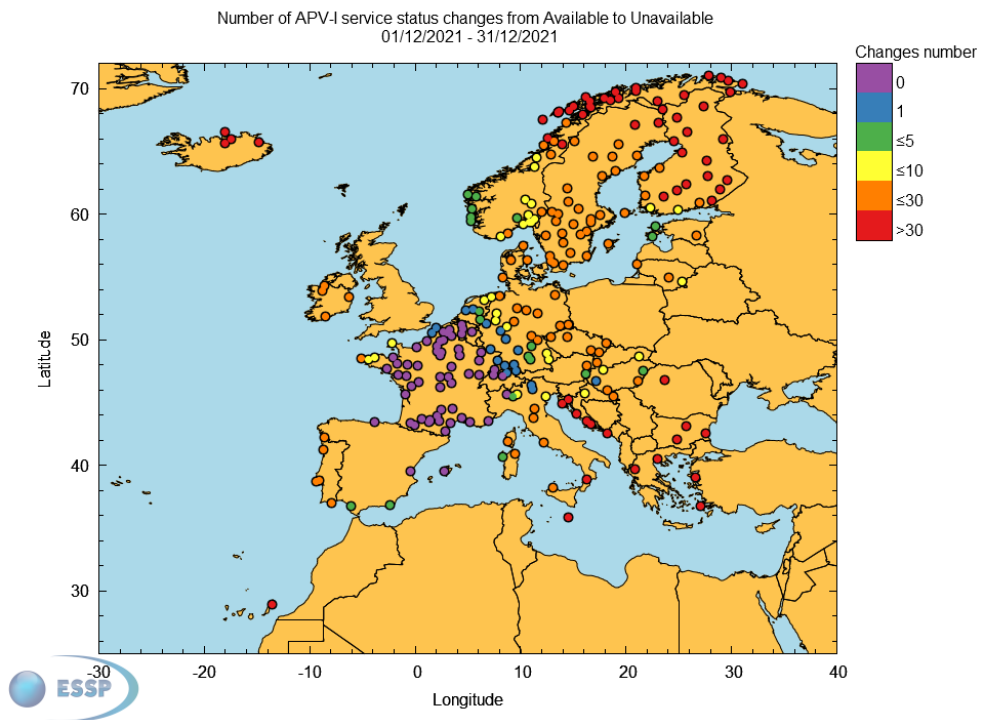 Number of APV-I service status changes from Available to Unavailable
01/12/2021 - 31/12/2021
Changes number
0
1
≤5
≤10
≤30
>30
70
60
50
40
30
Latitude
-30 -20 -10 0 10 20 30 40
Longitude
ESSP